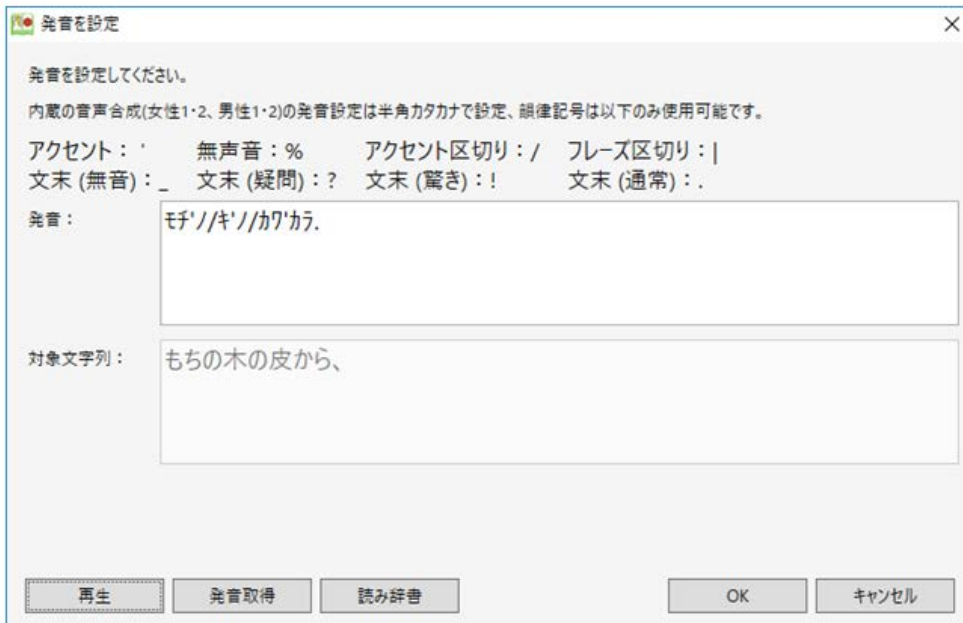 発音を設定
発音を設定してください。
内蔵の音声合成(女性1・2、男性1・2)の発音設定は半角カタカナで設定、韻律記号は以下のみ使用可能です。
アクセント： ' 無声音：% アクセント区切り：/ フレーズ区切り：|
文末 (無音)：_ 文末 (疑問)：? 文末 (驚き)：! 文末 (通常)：.
発音： ﾓﾁ'ﾉ//ｷ'ﾉ//ｶﾜ'ｶﾗ.
対象文字列： もちの木の皮から、
再生 発音取得 読み辞書 OK キャンセル